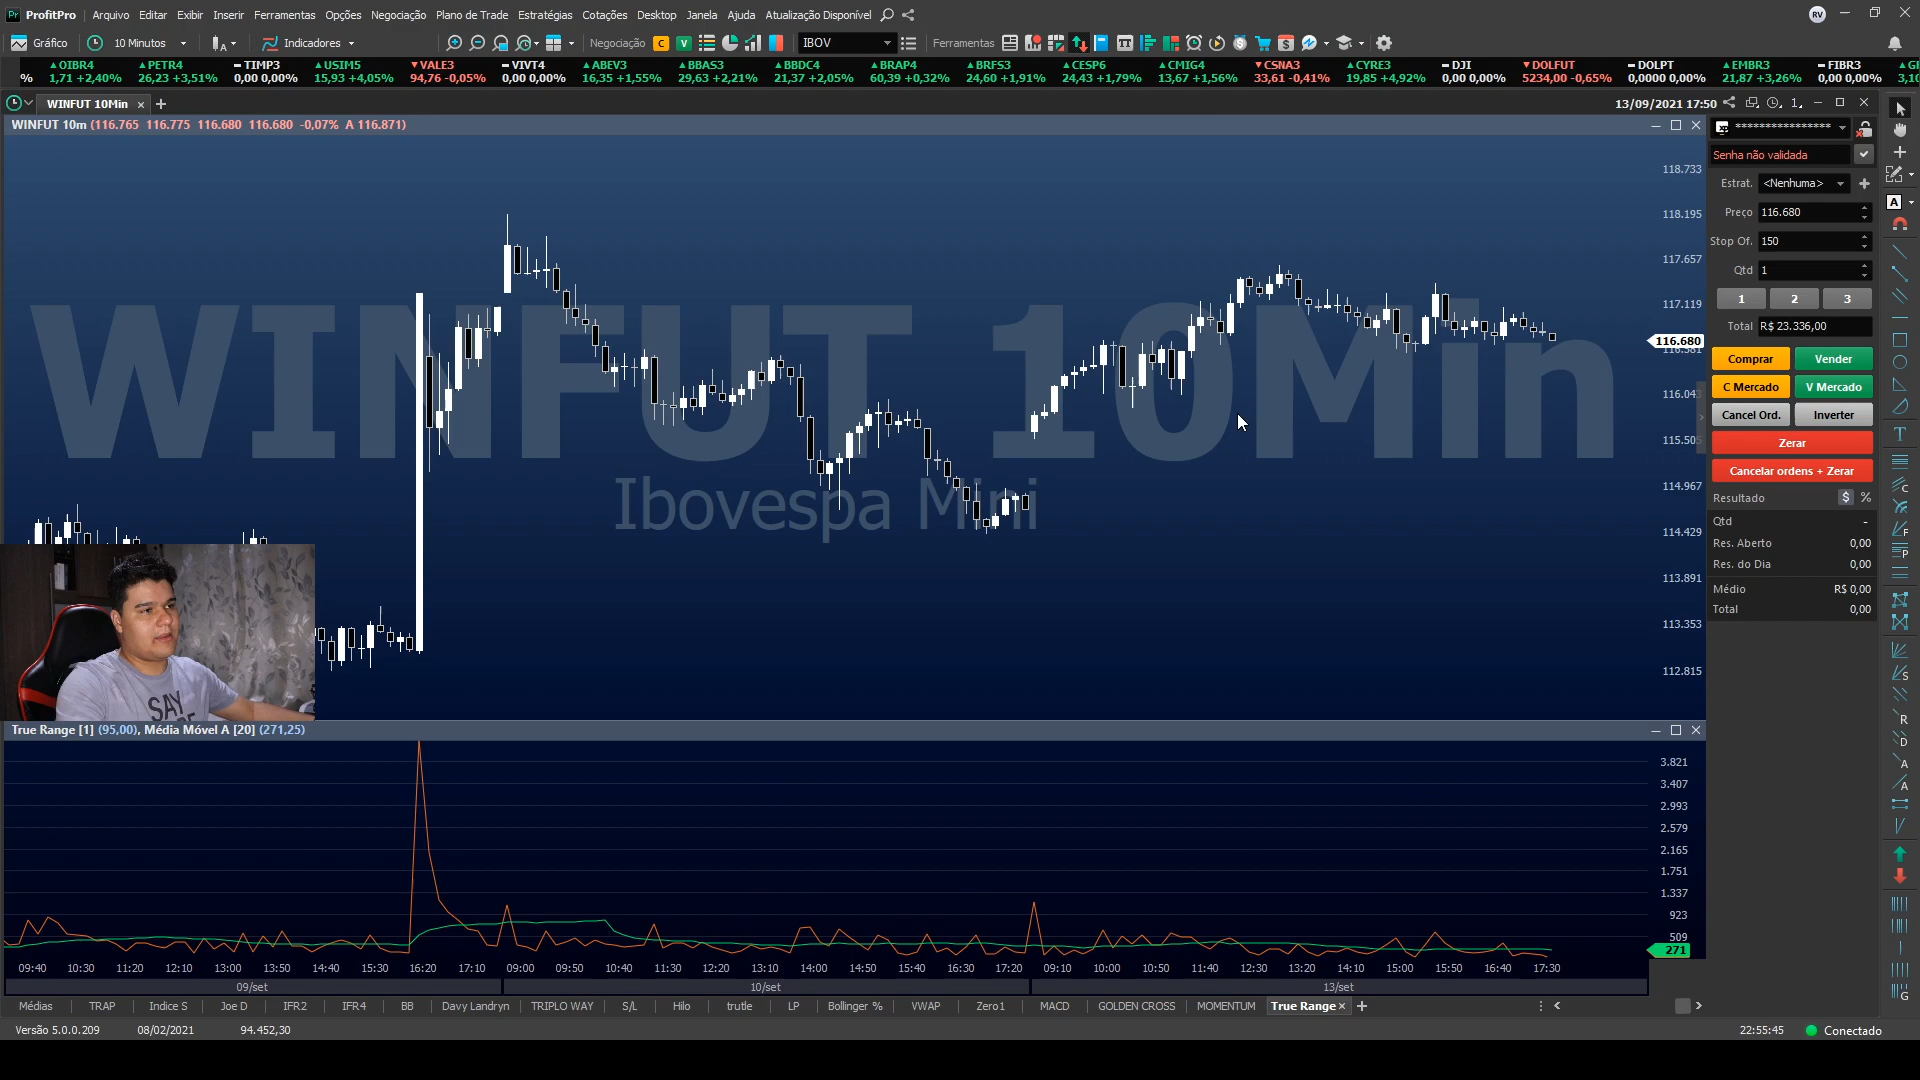 ProfitPro Arquivo Editar Exibir Inserir Ferramentas Opções Negociação Plano de Trade Estratégias Cotações Desktop Janela Ajuda Atualização Disponível RV
Gráfico 10 Minutos Indicadores Negociação C V IBOV Ferramentas
OIBR4 PETR4 TIMP3 USIM5 VALE3 VIVT4 ABEV3 BBAS3 BBDC4 BRAP4 BRFS3 CESP6 CMIG4 CSNA3 CYRE3 DJI DOLFUT DOLPT EMBR3 FIBR3
% 1,71 +2,40% 26,23 +3,51% 0,00 0,00% 15,93 +4,05% 94,76 -0,05% 0,00 0,00% 16,35 +1,55% 29,63 +2,21% 21,37 +2,05% 60,39 +0,32% 24,60 +1,91% 24,43 +1,79% 13,67 +1,56% 33,61 -0,41% 19,85 +4,92% 0,00 0,00% 5234,00 -0,65% 0,0000 0,00% 21,87 +3,26% 0,00 0,00% 3,10
WINFUT 10Min 13/09/2021 17:50
WINFUT 10m (116.765 116.775 116.680 116.680 -0,07% A 116.871)
WINFUT 10Min
Ibovespa Mini
118.733
118.195
117.657
117.119
116.680
116.581
116.043
115.505
114.967
114.429
113.891
113.353
112.815
xp ****************
Senha não validada
Estrat. <Nenhuma>
Preço 116.680
Stop Of. 150
Qtd 1
1 2 3
Total R$ 23.336,00
Comprar Vender
C Mercado V Mercado
Cancel Ord. Inverter
Zerar
Cancelar ordens + Zerar
Resultado $ %
Qtd -
Res. Aberto 0,00
Res. do Dia 0,00
Médio R$ 0,00
Total 0,00
SAY
True Range [1] (95,00), Média Móvel A [20] (271,25)
3.821
3.407
2.993
2.579
2.165
1.751
1.337
923
509
271
09:40 10:30 11:20 12:10 13:00 13:50 14:40 15:30 16:20 17:10 09:00 09:50 10:40 11:30 12:20 13:10 14:00 14:50 15:40 16:30 17:20 09:10 10:00 10:50 11:40 12:30 13:20 14:10 15:00 15:50 16:40 17:30
09/set 10/set 13/set
Médias TRAP Indice S Joe D IFR2 IFR4 BB Davy Landryn TRIPLO WAY S/L Hilo trutle LP Bollinger % VWAP Zero1 MACD GOLDEN CROSS MOMENTUM True Range
Versão 5.0.0.209 08/02/2021 94.452,30 22:55:45 Conectado